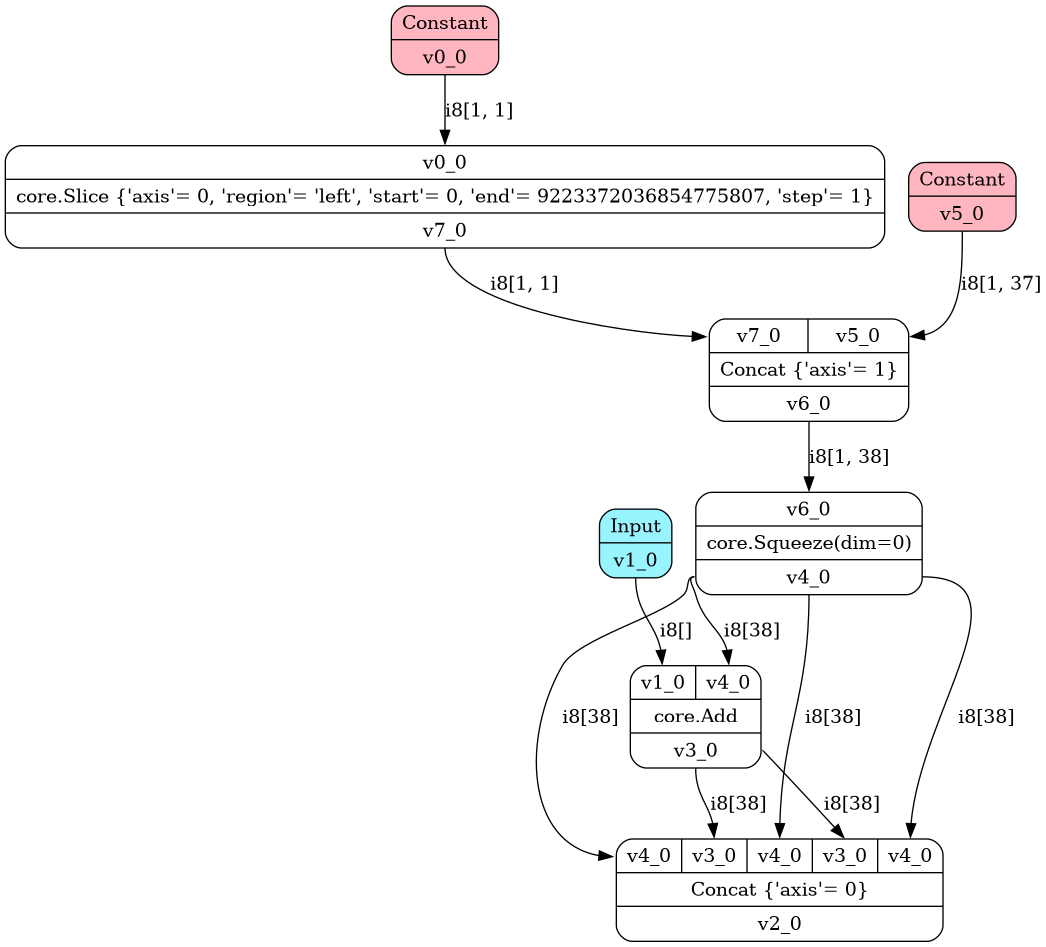 Constant
v0_0
i8[1, 1]
v0_0
core.Slice {'axis'= 0, 'region'= 'left', 'start'= 0, 'end'= 9223372036854775807, 'step'= 1}
v7_0
Constant
v5_0
i8[1, 1]
i8[1, 37]
v7_0 v5_0
Concat {'axis'= 1}
v6_0
i8[1, 38]
v6_0
core.Squeeze(dim=0)
v4_0
Input
v1_0
i8[]
i8[38]
v1_0 v4_0
core.Add
v3_0
i8[38]
i8[38]
i8[38]
i8[38]
i8[38]
v4_0 v3_0 v4_0 v3_0 v4_0
Concat {'axis'= 0}
v2_0